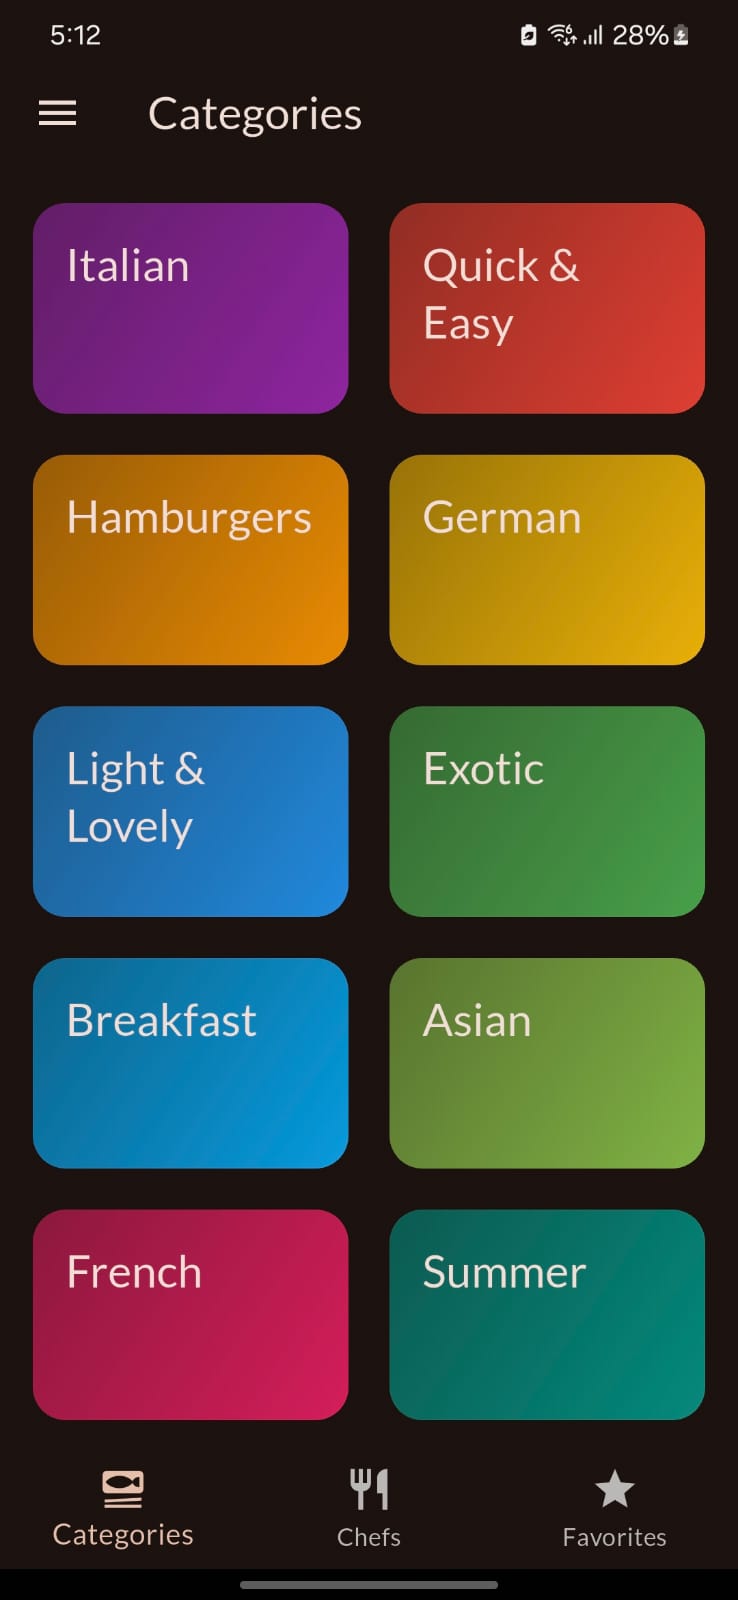 5:12
28%
Categories
Italian
Quick &
Easy
Hamburgers
German
Light &
Lovely
Exotic
Breakfast
Asian
French
Summer
Categories
Chefs
Favorites